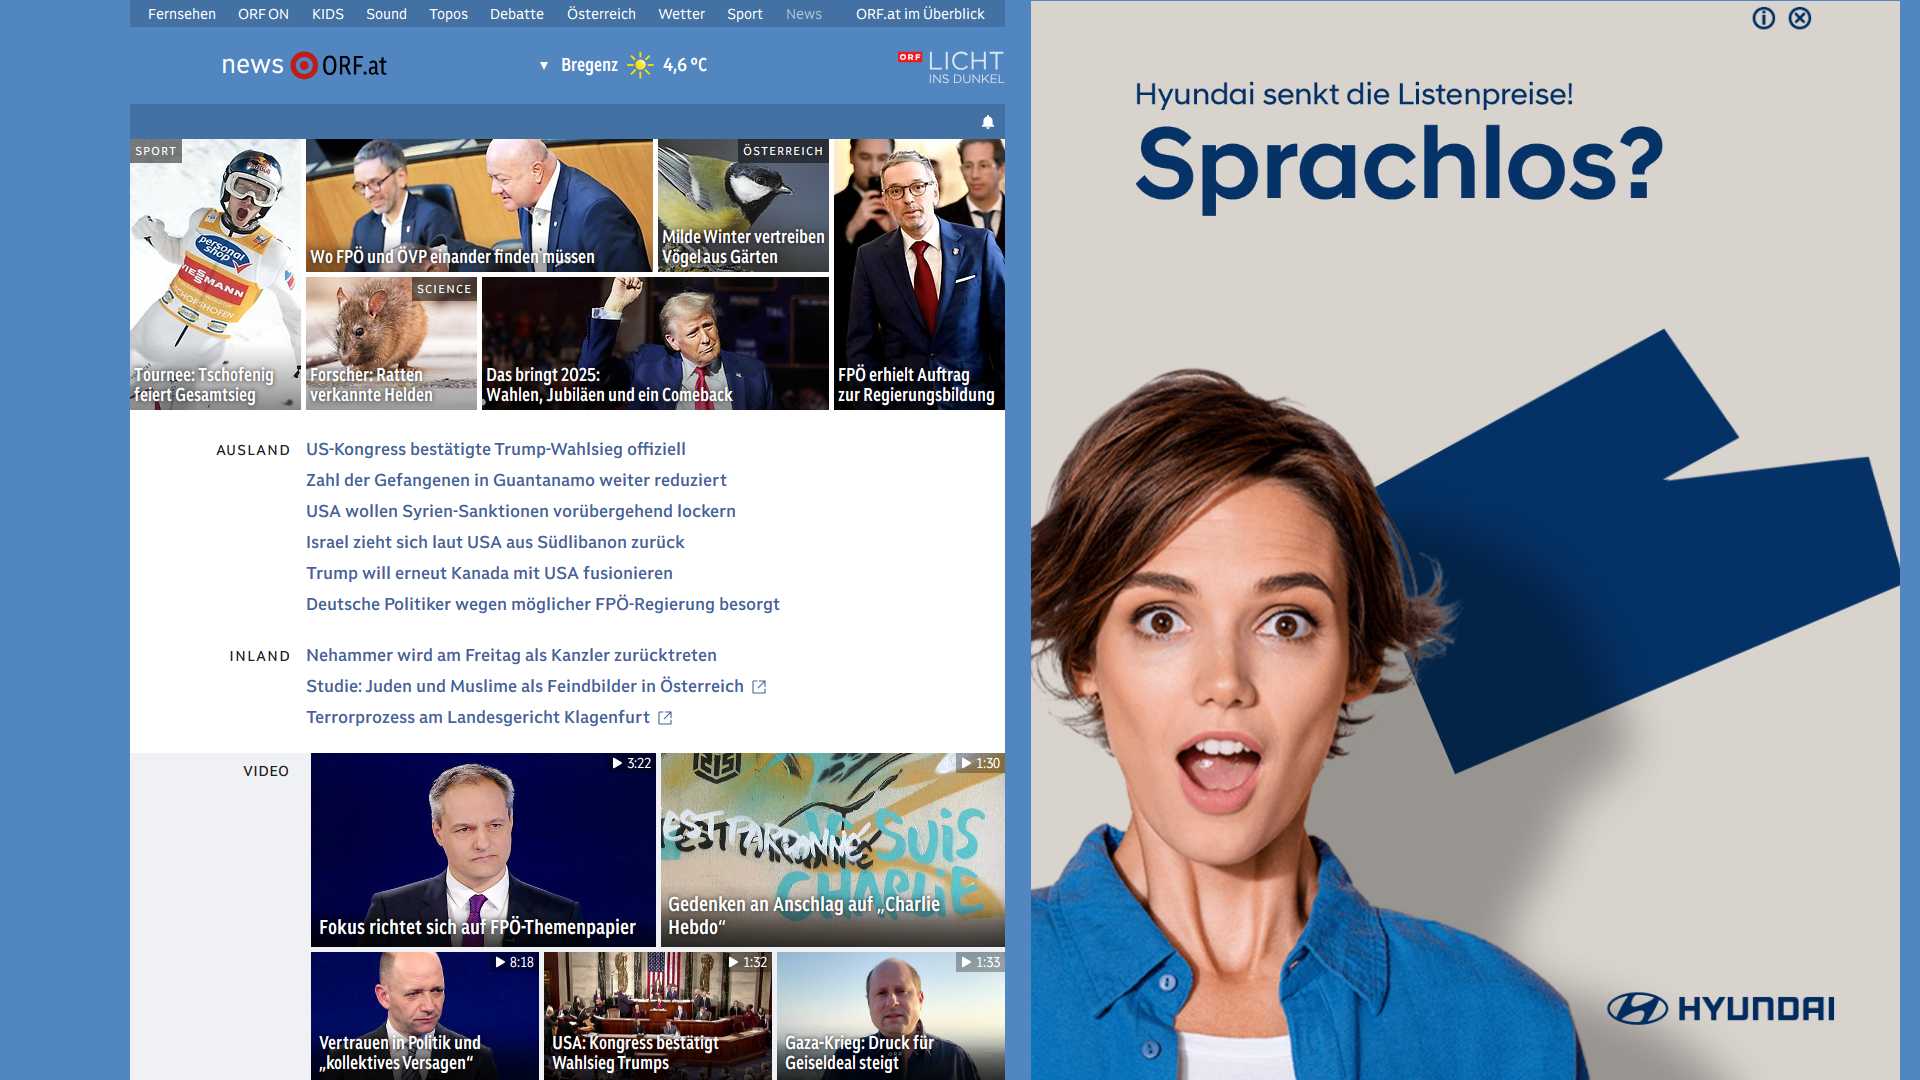 Fernsehen ORF ON KIDS Sound Topos Debatte Österreich Wetter Sport News ORF.at im Überblick
news ORF.at
Bregenz 4,6 °C
ORF LICHT
INS DUNKEL
SPORT
Tournee: Tschofenig
feiert Gesamtsieg
personal
shop
VIESSMANN
Wo FPÖ und ÖVP einander finden müssen
ÖSTERREICH
Milde Winter vertreiben
Vögel aus Gärten
SCIENCE
Forscher: Ratten
verkannte Helden
Das bringt 2025:
Wahlen, Jubiläen und ein Comeback
FPÖ erhielt Auftrag
zur Regierungsbildung
AUSLAND
US-Kongress bestätigte Trump-Wahlsieg offiziell
Zahl der Gefangenen in Guantanamo weiter reduziert
USA wollen Syrien-Sanktionen vorübergehend lockern
Israel zieht sich laut USA aus Südlibanon zurück
Trump will erneut Kanada mit USA fusionieren
Deutsche Politiker wegen möglicher FPÖ-Regierung besorgt
INLAND
Nehammer wird am Freitag als Kanzler zurücktreten
Studie: Juden und Muslime als Feindbilder in Österreich
Terrorprozess am Landesgericht Klagenfurt
VIDEO
3:22
Fokus richtet sich auf FPÖ-Themenpapier
1:30
EST PARDONNÉ
SUIS
CHARLIE
Gedenken an Anschlag auf „Charlie
Hebdo“
8:18
Vertrauen in Politik und
„kollektives Versagen“
1:32
USA: Kongress bestätigt
Wahlsieg Trumps
1:33
Gaza-Krieg: Druck für
Geiseldeal steigt
Hyundai senkt die Listenpreise!
Sprachlos?
HYUNDAI